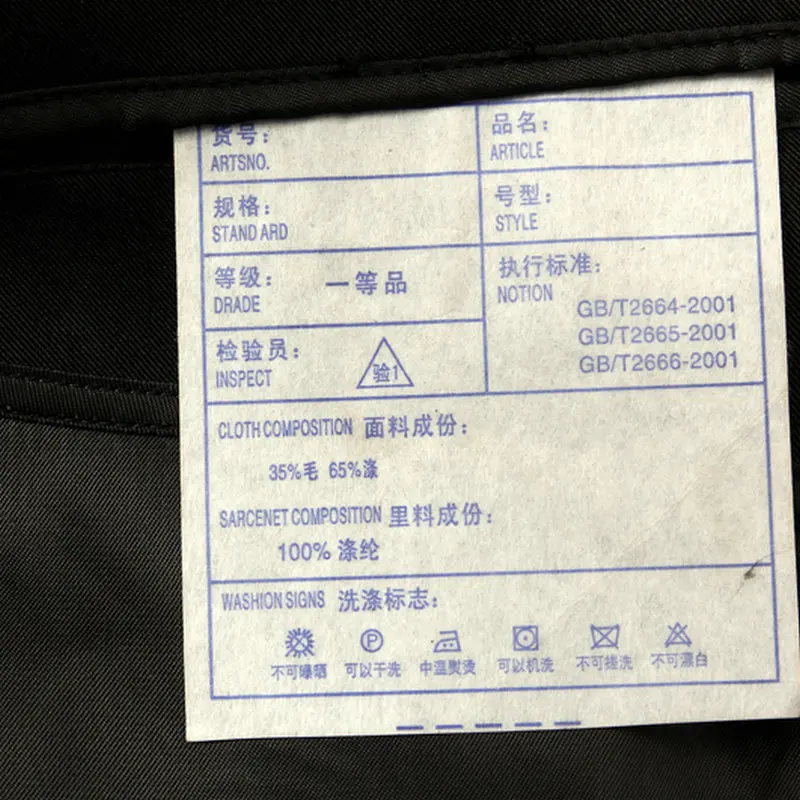 货号：
ARTSNO.
品名：
ARTICLE
规格：
STAND ARD
号型：
STYLE
等级：
DRADE
一等品
执行标准：
NOTION
GB/T2664-2001
GB/T2665-2001
GB/T2666-2001
检验员：
INSPECT
验1
CLOTH COMPOSITION 面料成份：
35%毛 65%涤
SARCENET COMPOSITION 里料成份：
100% 涤纶
WASHION SIGNS 洗涤标志：
P
不可曝晒 可以干洗 中温熨烫 可以机洗 不可搓洗 不可漂白